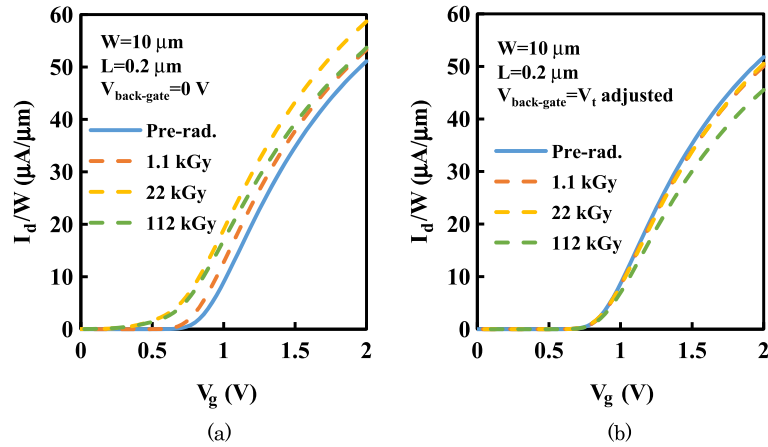 60
50
40
30
20
10
0
I_d/W (μA/μm)
W=10 μm
L=0.2 μm
V_back-gate=0 V
Pre-rad.
1.1 kGy
22 kGy
112 kGy
0 0.5 1 1.5 2
V_g (V)
(a)
60
50
40
30
20
10
0
I_d/W (μA/μm)
W=10 μm
L=0.2 μm
V_back-gate=V_t adjusted
Pre-rad.
1.1 kGy
22 kGy
112 kGy
0 0.5 1 1.5 2
V_g (V)
(b)